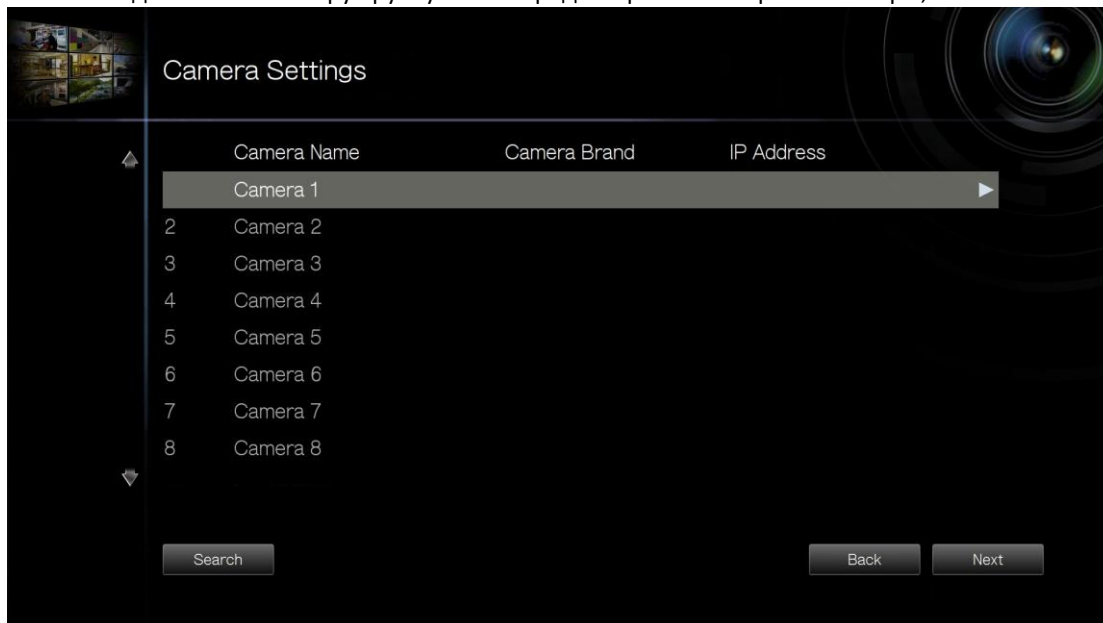 Camera Settings
Camera Name Camera Brand IP Address
Camera 1
2 Camera 2
3 Camera 3
4 Camera 4
5 Camera 5
6 Camera 6
7 Camera 7
8 Camera 8
Search Back Next